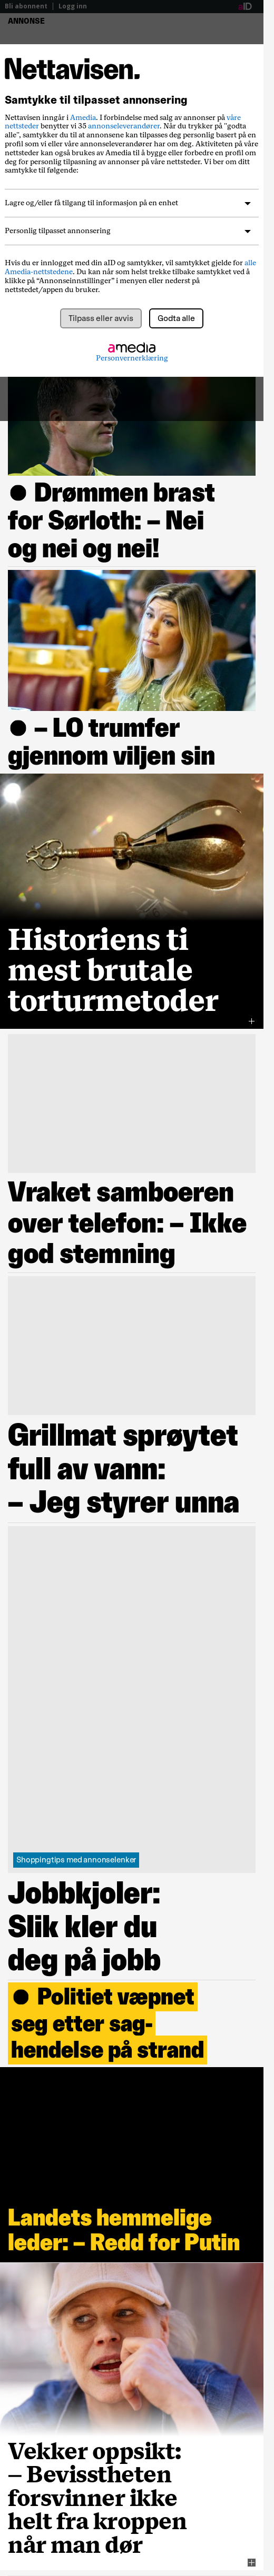 Bli abonnent | Logg inn
aID
ANNONSE
Nettavisen.
Samtykke til tilpasset annonsering
Nettavisen inngår i Amedia. I forbindelse med salg av annonser på våre
nettsteder benytter vi 35 annonseleverandører. Når du trykker på "godta
alle", samtykker du til at annonsene kan tilpasses deg personlig basert på en
profil som vi eller våre annonseleverandører har om deg. Aktiviteten på våre
nettsteder kan også brukes av Amedia til å bygge eller forbedre en profil om
deg for personlig tilpasning av annonser på våre nettsteder. Vi ber om ditt
samtykke til følgende:
Lagre og/eller få tilgang til informasjon på en enhet
Personlig tilpasset annonsering
Hvis du er innlogget med din aID og samtykker, vil samtykket gjelde for alle
Amedia-nettstedene. Du kan når som helst trekke tilbake samtykket ved å
klikke på “Annonseinnstillinger” i menyen eller nederst på
nettstedet/appen du bruker.
Tilpass eller avvis
Godta alle
amedia
Personvernerklæring
● Drømmen brast
for Sørloth: – Nei
og nei og nei!
● – LO trumfer
gjennom viljen sin
Historiens ti
mest brutale
torturmetoder
Vraket samboeren
over telefon: – Ikke
god stemning
Grillmat sprøytet
full av vann:
– Jeg styrer unna
Shoppingtips med annonselenker
Jobbkjoler:
Slik kler du
deg på jobb
● Politiet væpnet
seg etter sag-
hendelse på strand
Landets hemmelige
leder: – Redd for Putin
Vekker oppsikt:
– Bevisstheten
forsvinner ikke
helt fra kroppen
når man dør